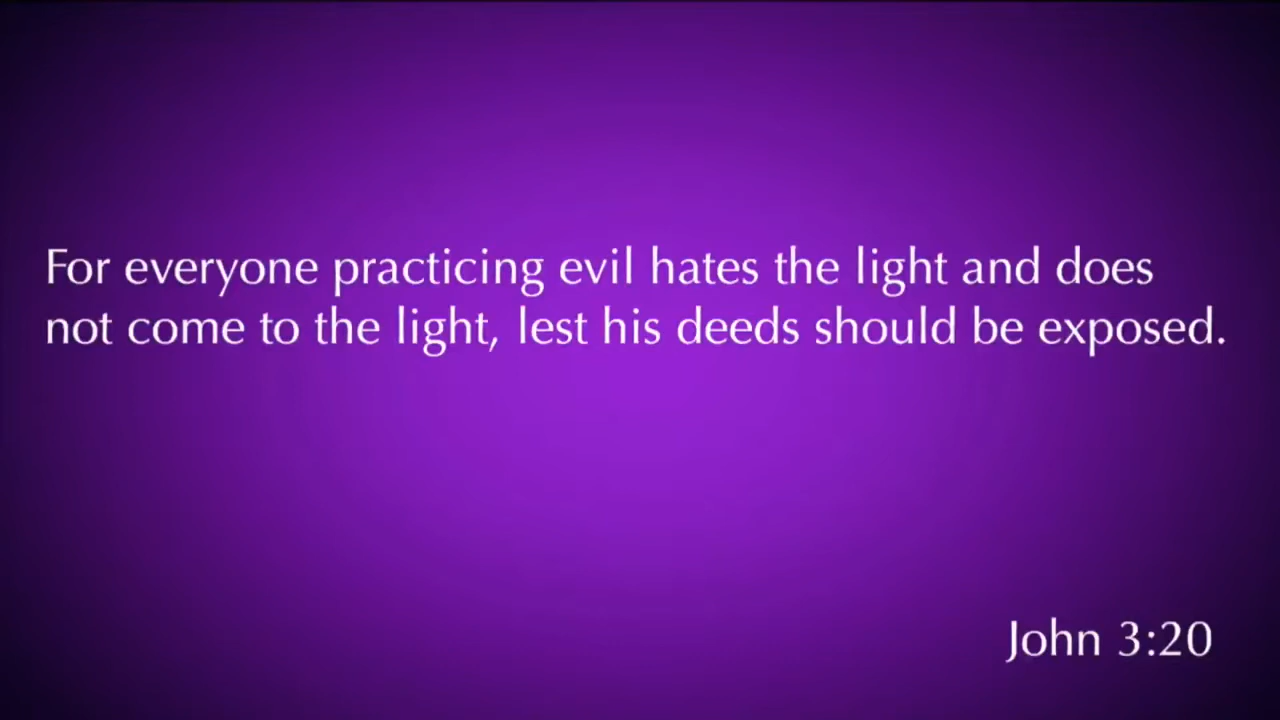 For everyone practicing evil hates the light and does
not come to the light, lest his deeds should be exposed.
John 3:20